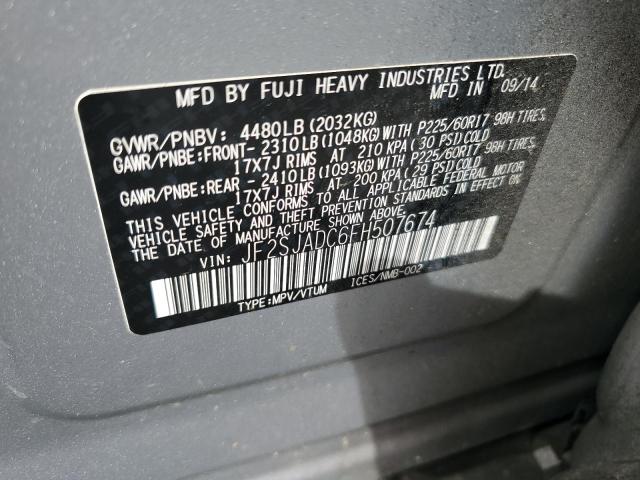 MFD BY FUJI HEAVY INDUSTRIES LTD.
MFD IN 09/14
GVWR/PNBV: 4480LB (2032KG)
GAWR/PNBE:FRONT- 2310LB(1048KG)WITH P225/60R17 98H TIRES,
17X7J RIMS AT 210 KPA (30 PSI)COLD
GAWR/PNBE:REAR -2410LB(1093KG)WITH P225/60R17 98H TIRES,
17X7J RIMS AT 200 KPA (29 PSI)COLD
THIS VEHICLE CONFORMS TO ALL APPLICABLE FEDERAL MOTOR
VEHICLE SAFETY AND THEFT PREVENTION STANDARDS IN EFFECT ON
THE DATE OF MANUFACTURE SHOWN ABOVE.
VIN: JF2SJADC6FH507674
TYPE:MPV/VTUM ICES/NMB-002